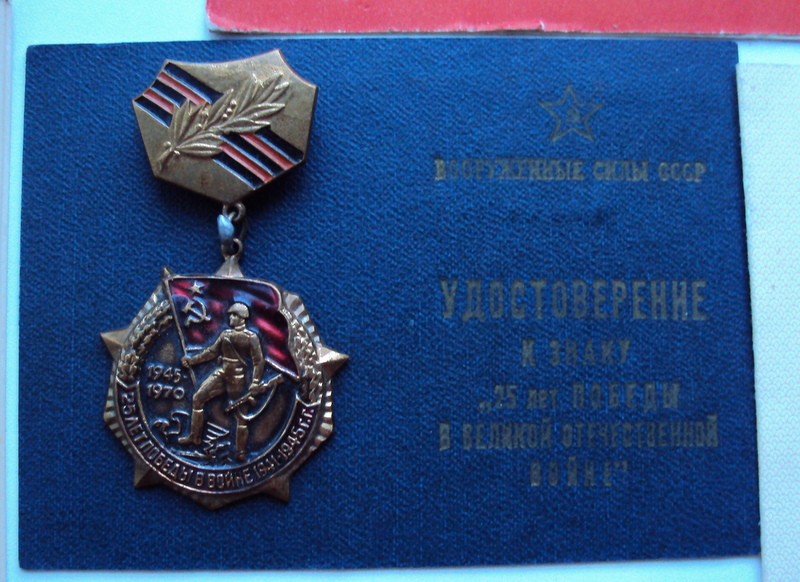 1945
1970
25 ЛЕТ ПОБЕДЫ В ВОЙНЕ 1941-1945 Г.Г.
ВООРУЖЕННЫЕ СИЛЫ СССР
УДОСТОВЕРЕНИЕ
К ЗНАКУ
„25 лет ПОБЕДЫ
В ВЕЛИКОЙ ОТЕЧЕСТВЕННОЙ
ВОЙНЕ"